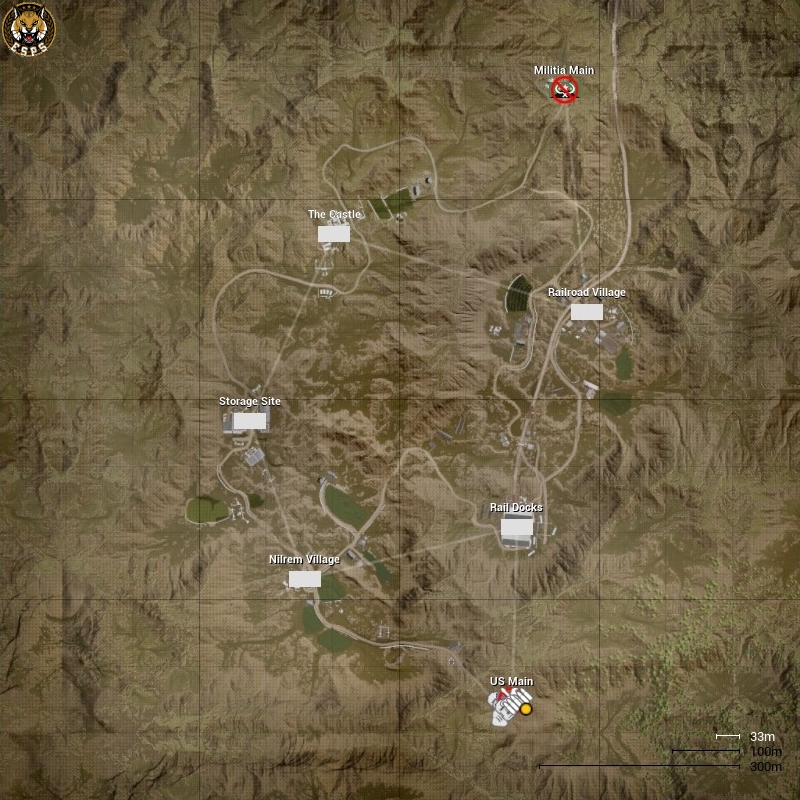 E.S.P.S
Militia Main
The Castle
Railroad Village
Storage Site
Rail Docks
Nilrem Village
US Main
33m
100m
300m